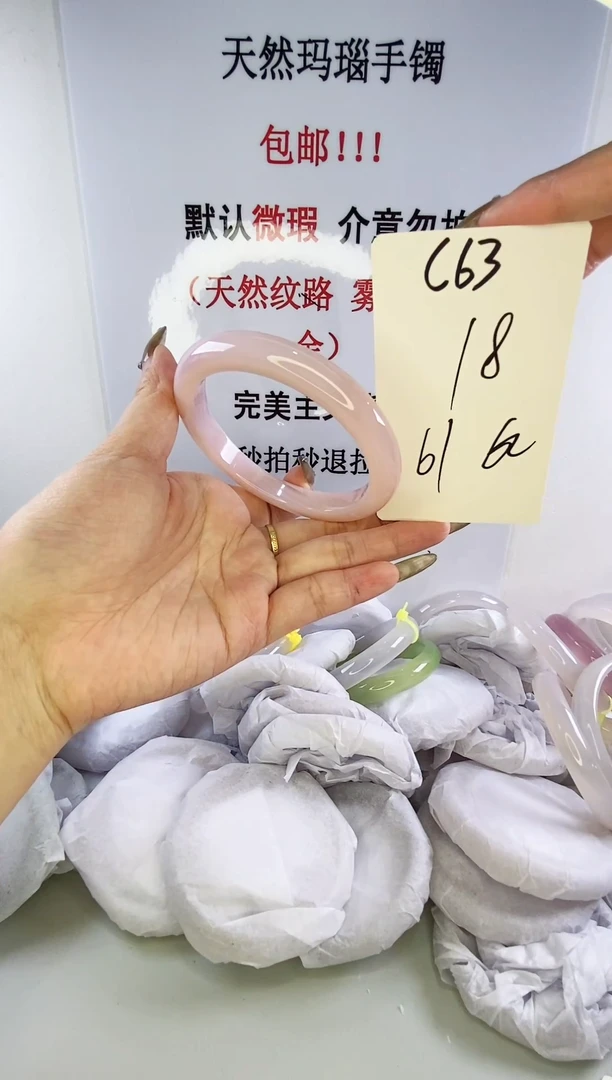 天然玛瑙手镯
包邮!!!
默认微瑕 介意勿拍
(天然纹路 雾
完美主
秒拍秒退拉
C63
18
61